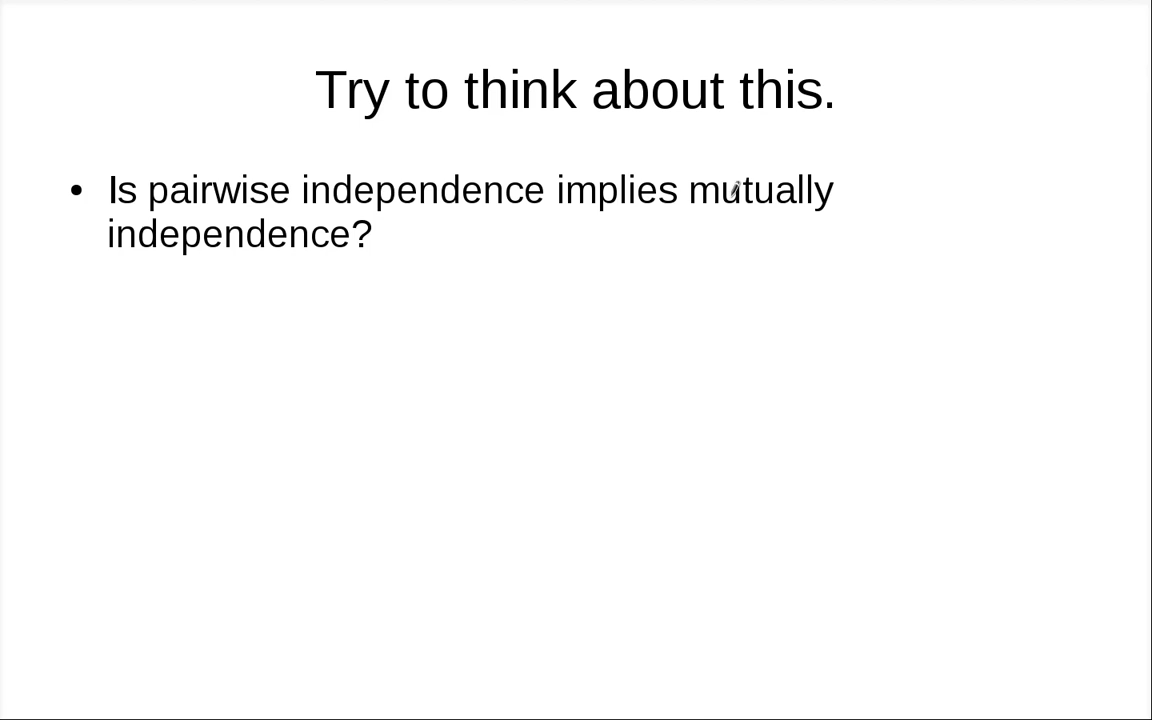 Try to think about this.
• Is pairwise independence implies mutually
independence?